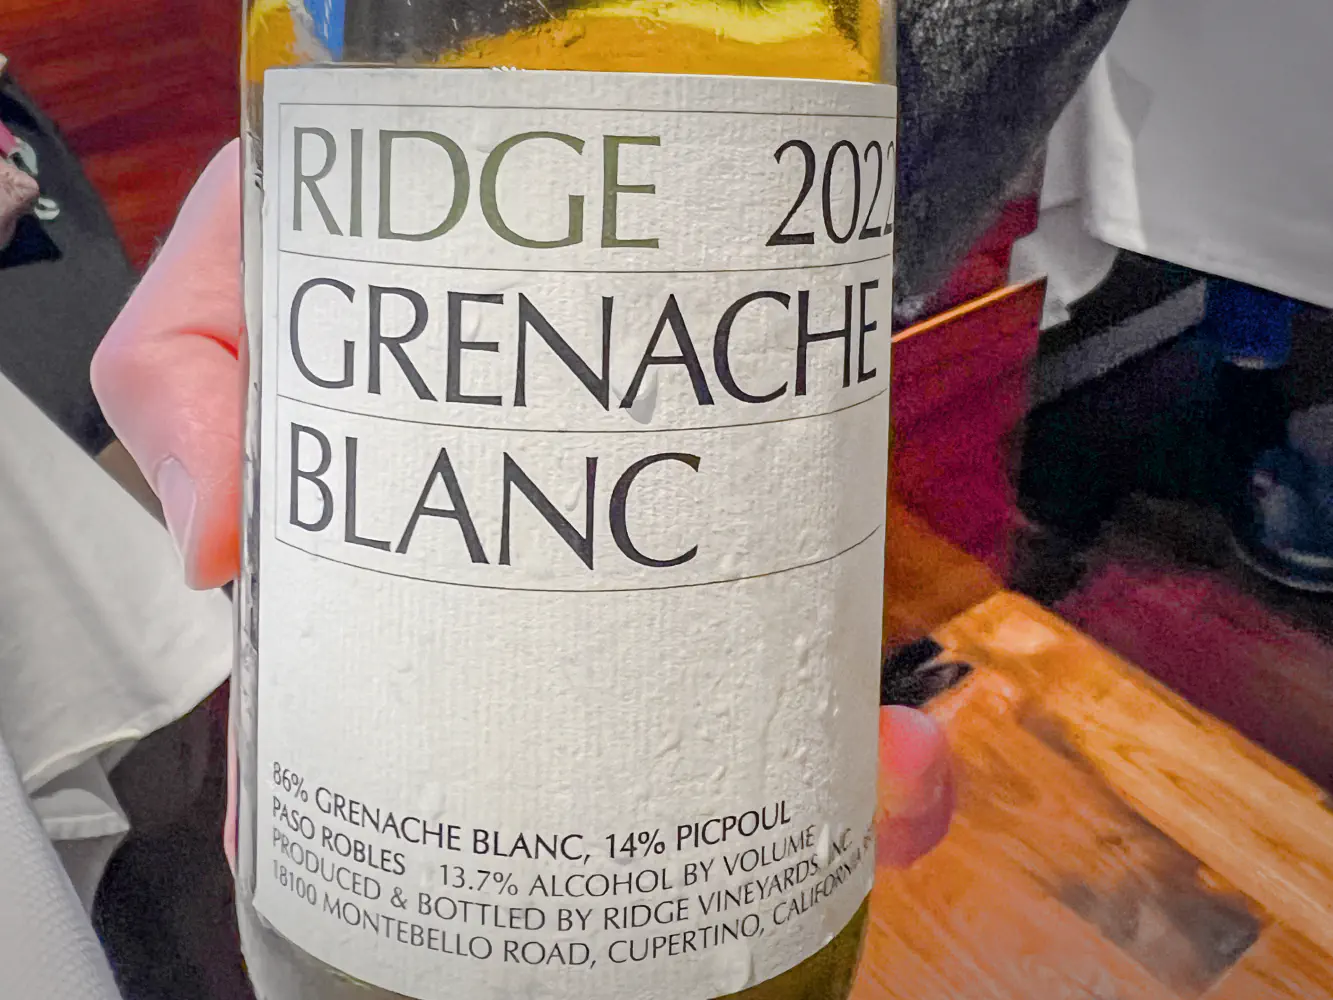 RIDGE 2022
GRENACHE
BLANC
86% GRENACHE BLANC, 14% PICPOUL
PASO ROBLES 13.7% ALCOHOL BY VOLUME
PRODUCED & BOTTLED BY RIDGE VINEYARDS, INC
18100 MONTEBELLO ROAD, CUPERTINO, CALIFORNIA